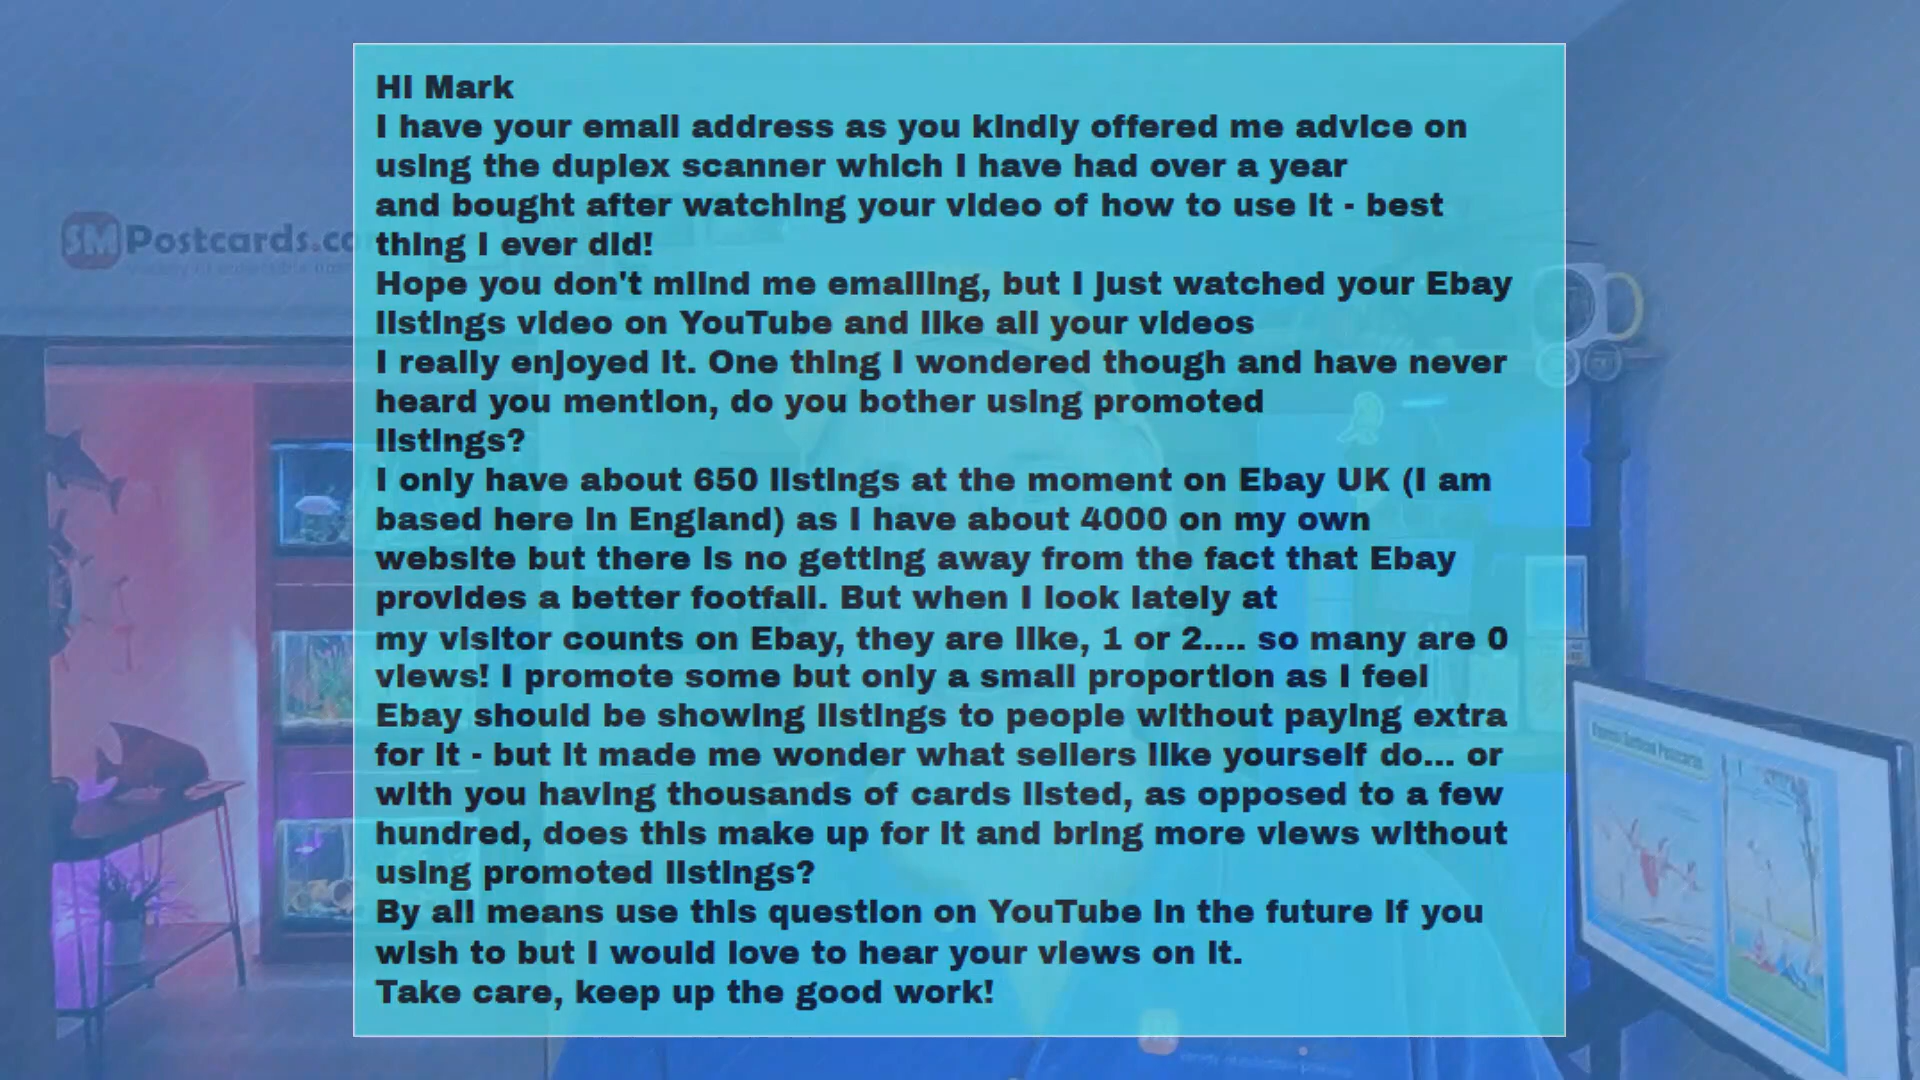 SM Postcards.co
Hi Mark
I have your email address as you kindly offered me advice on
using the duplex scanner which I have had over a year
and bought after watching your video of how to use it - best
thing I ever did!
Hope you don't miind me emailing, but I just watched your Ebay
listings video on YouTube and like all your videos
I really enjoyed it. One thing I wondered though and have never
heard you mention, do you bother using promoted
listings?
I only have about 650 listings at the moment on Ebay UK (I am
based here in England) as I have about 4000 on my own
website but there is no getting away from the fact that Ebay
provides a better footfall. But when I look lately at
my visitor counts on Ebay, they are like, 1 or 2.... so many are 0
views! I promote some but only a small proportion as I feel
Ebay should be showing listings to people without paying extra
for it - but it made me wonder what sellers like yourself do... or
with you having thousands of cards listed, as opposed to a few
hundred, does this make up for it and bring more views without
using promoted listings?
By all means use this question on YouTube in the future if you
wish to but I would love to hear your views on it.
Take care, keep up the good work!